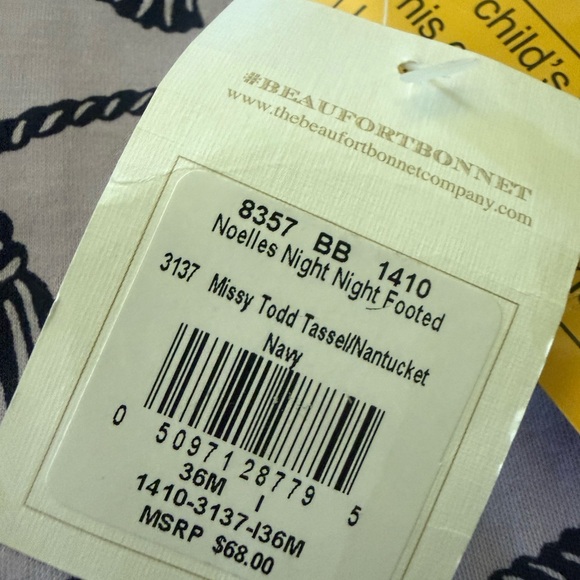 child's
this
#BEAUFORTBONNET
www.thebeaufortbonnetcompany.com
8357 BB 1410
Noelles Night Night Footed
3137 Missy Todd Tassel/Nantucket
Navy
0 50971 28779 5
36M I
1410-3137-I36M
MSRP $68.00